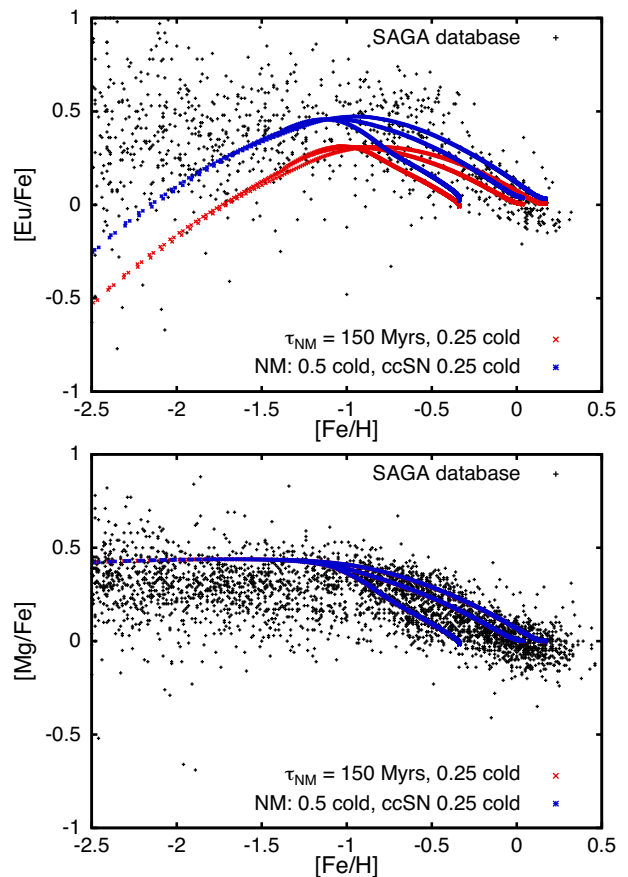 1
0.5
0
-0.5
-1
[Eu/Fe]
SAGA database
τNM = 150 Myrs, 0.25 cold
NM: 0.5 cold, ccSN 0.25 cold
-2.5 -2 -1.5 -1 -0.5 0 0.5
[Fe/H]
1
0.5
0
-0.5
-1
[Mg/Fe]
SAGA database
τNM = 150 Myrs, 0.25 cold
NM: 0.5 cold, ccSN 0.25 cold
-2.5 -2 -1.5 -1 -0.5 0 0.5
[Fe/H]